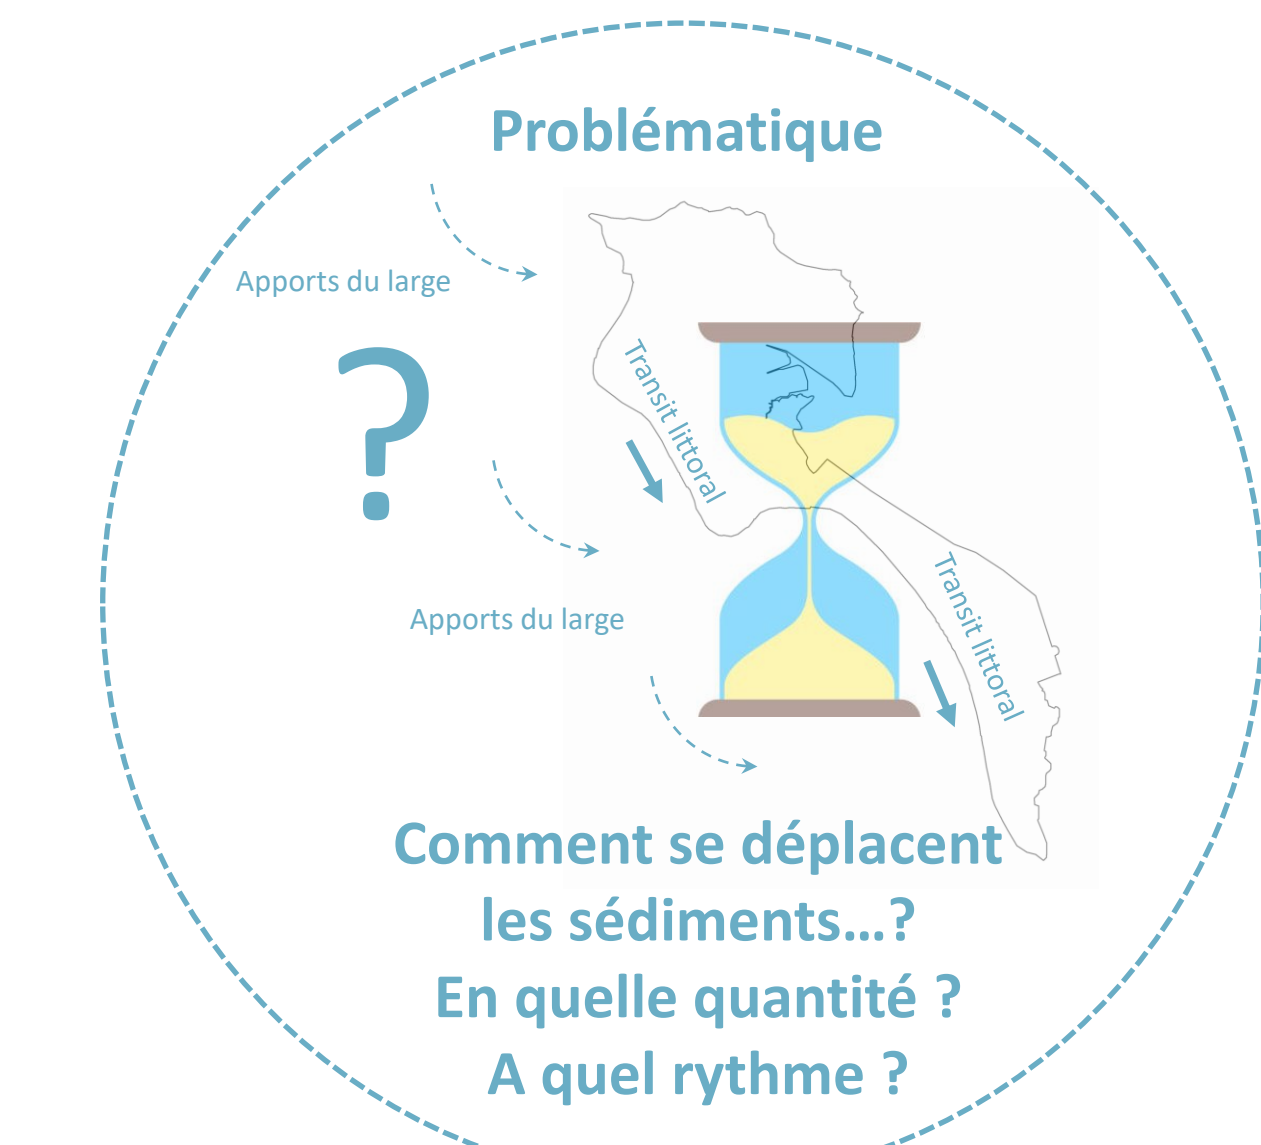 Problématique
Apports du large
?
Transit littoral
Apports du large
Transit littoral
Comment se déplacent
les sédiments...?
En quelle quantité ?
A quel rythme ?